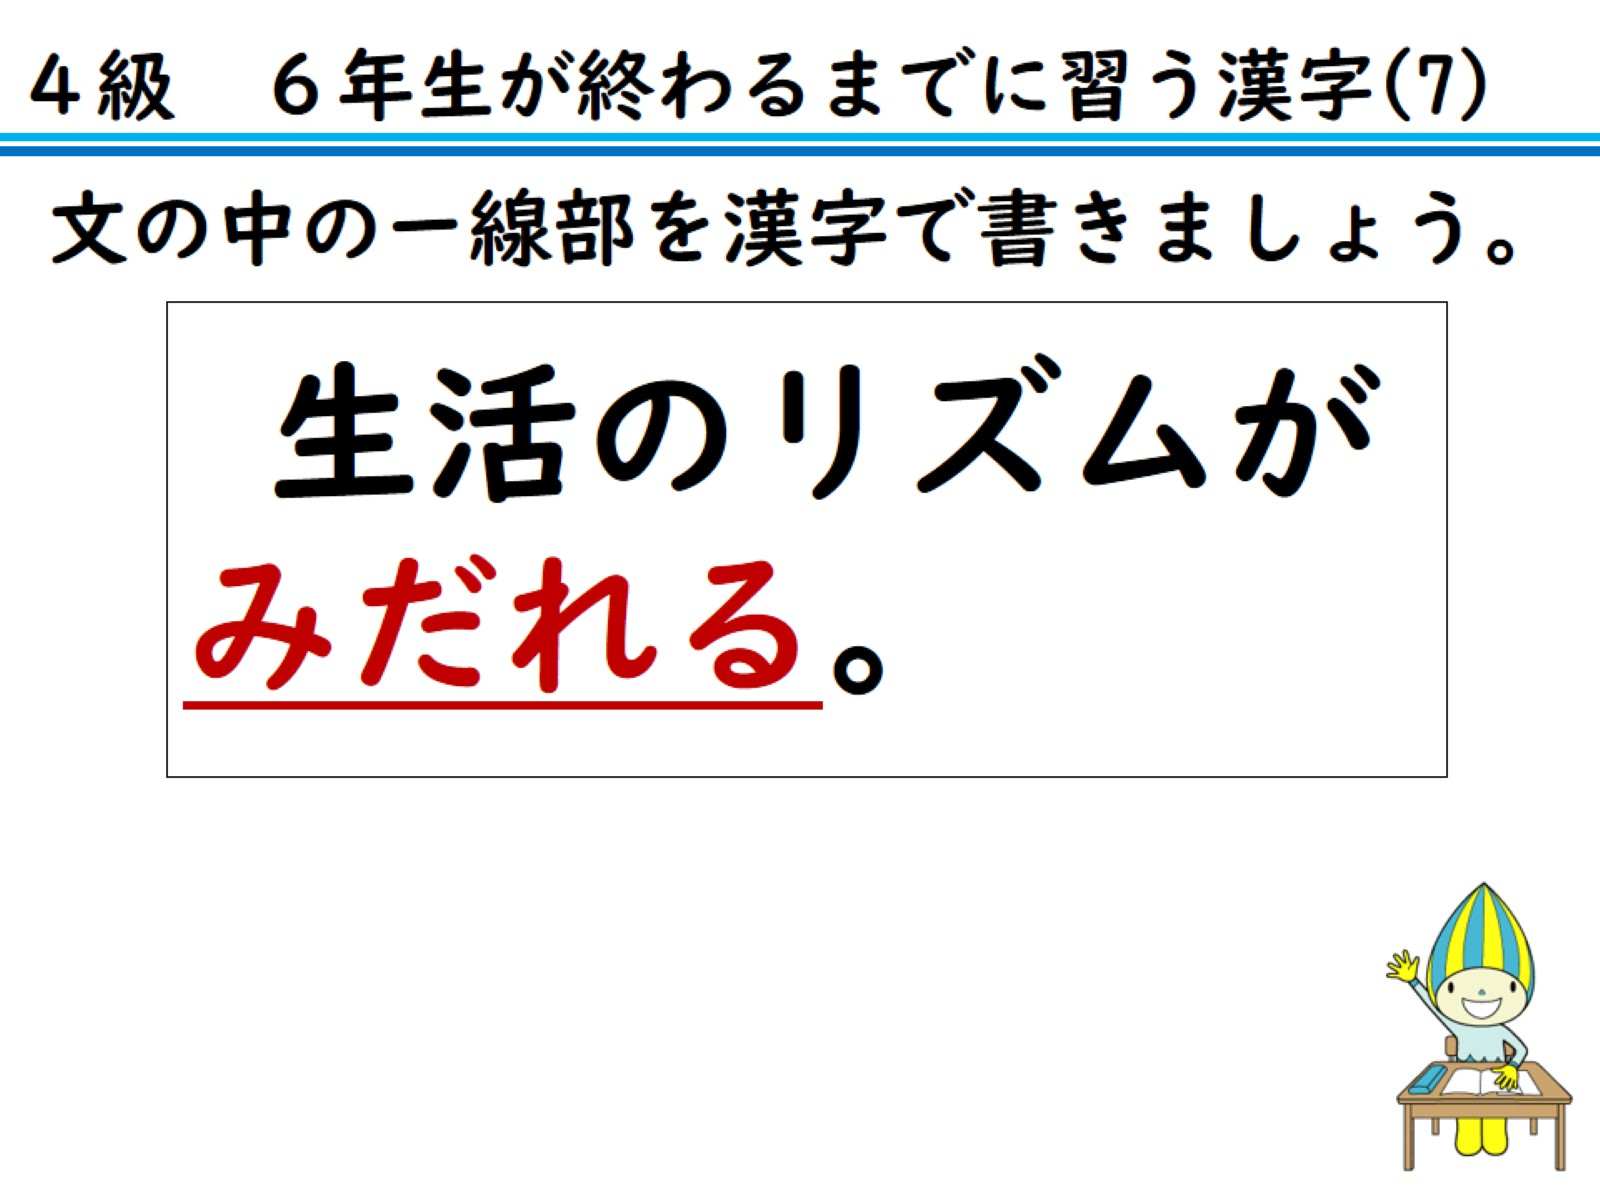 ４級　６年生が終わるまでに習う漢字(7)
文の中の―線部を漢字で書きましょう。
生活のリズムが
みだれる。